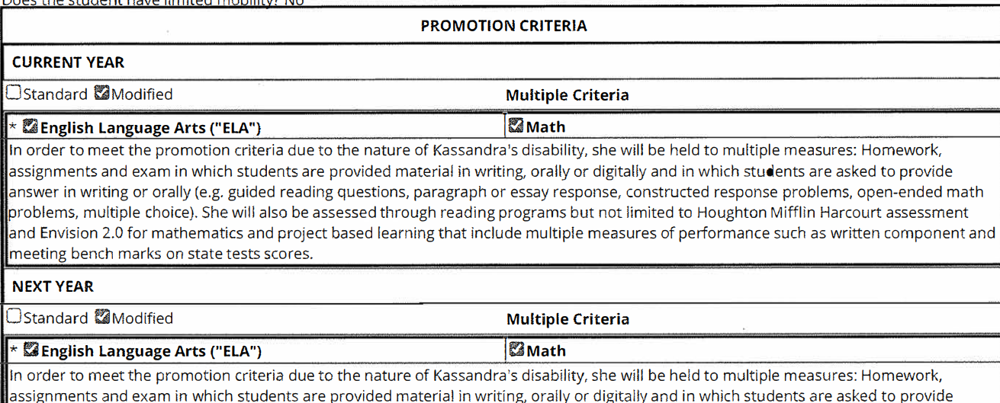 Does the student have limited mobility? No
PROMOTION CRITERIA
CURRENT YEAR
Standard Modified
Multiple Criteria
* English Language Arts ("ELA")
Math
In order to meet the promotion criteria due to the nature of Kassandra's disability, she will be held to multiple measures: Homework,
assignments and exam in which students are provided material in writing, orally or digitally and in which students are asked to provide
answer in writing or orally (e.g. guided reading questions, paragraph or essay response, constructed response problems, open-ended math
problems, multiple choice). She will also be assessed through reading programs but not limited to Houghton Mifflin Harcourt assessment
and Envision 2.0 for mathematics and project based learning that include multiple measures of performance such as written component and
meeting bench marks on state tests scores.
NEXT YEAR
Standard Modified
Multiple Criteria
* English Language Arts ("ELA")
Math
In order to meet the promotion criteria due to the nature of Kassandra's disability, she will be held to multiple measures: Homework,
assignments and exam in which students are provided material in writing, orally or digitally and in which students are asked to provide